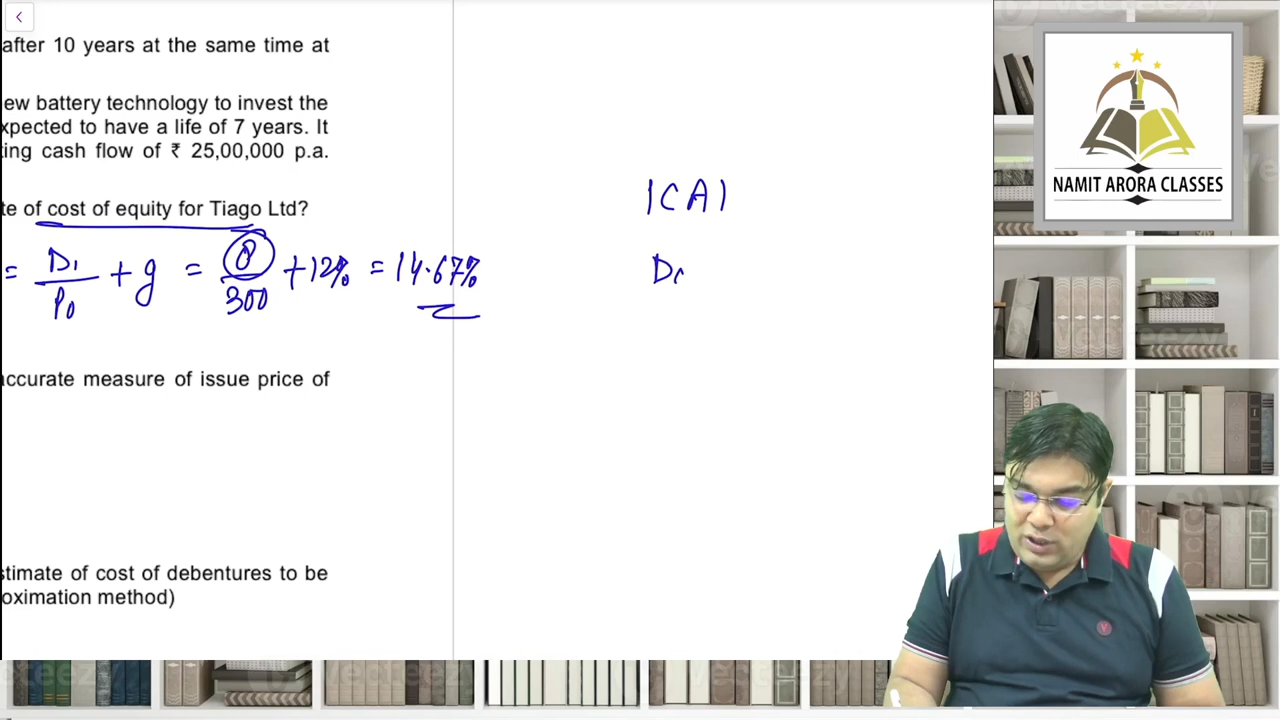 after 10 years at the same time at
ew battery technology to invest the
xpected to have a life of 7 years. It
ing cash flow of ₹ 25,00,000 p.a.
te of cost of equity for Tiago Ltd?
= D1/P0 + g = 8/300 + 12% = 14.67%
accurate measure of issue price of
stimate of cost of debentures to be
oximation method)
ICAI
NAMIT ARORA CLASSES
vecteezy